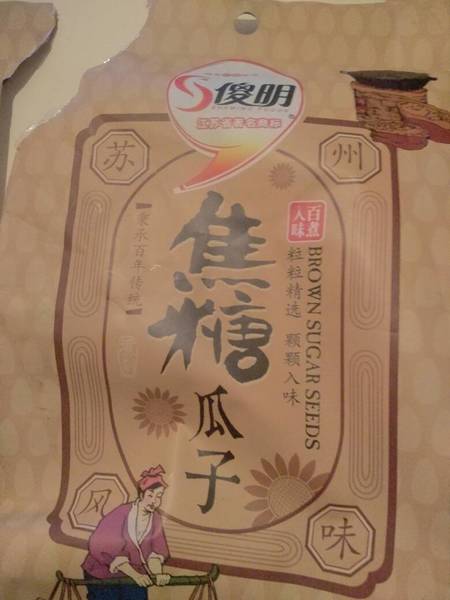 傻明
江苏省著名商标
苏州
百煮入味
BROWN SUGAR SEEDS
粒粒精选 颗颗入味
焦糖
瓜子
【秉承百年传统】
风味